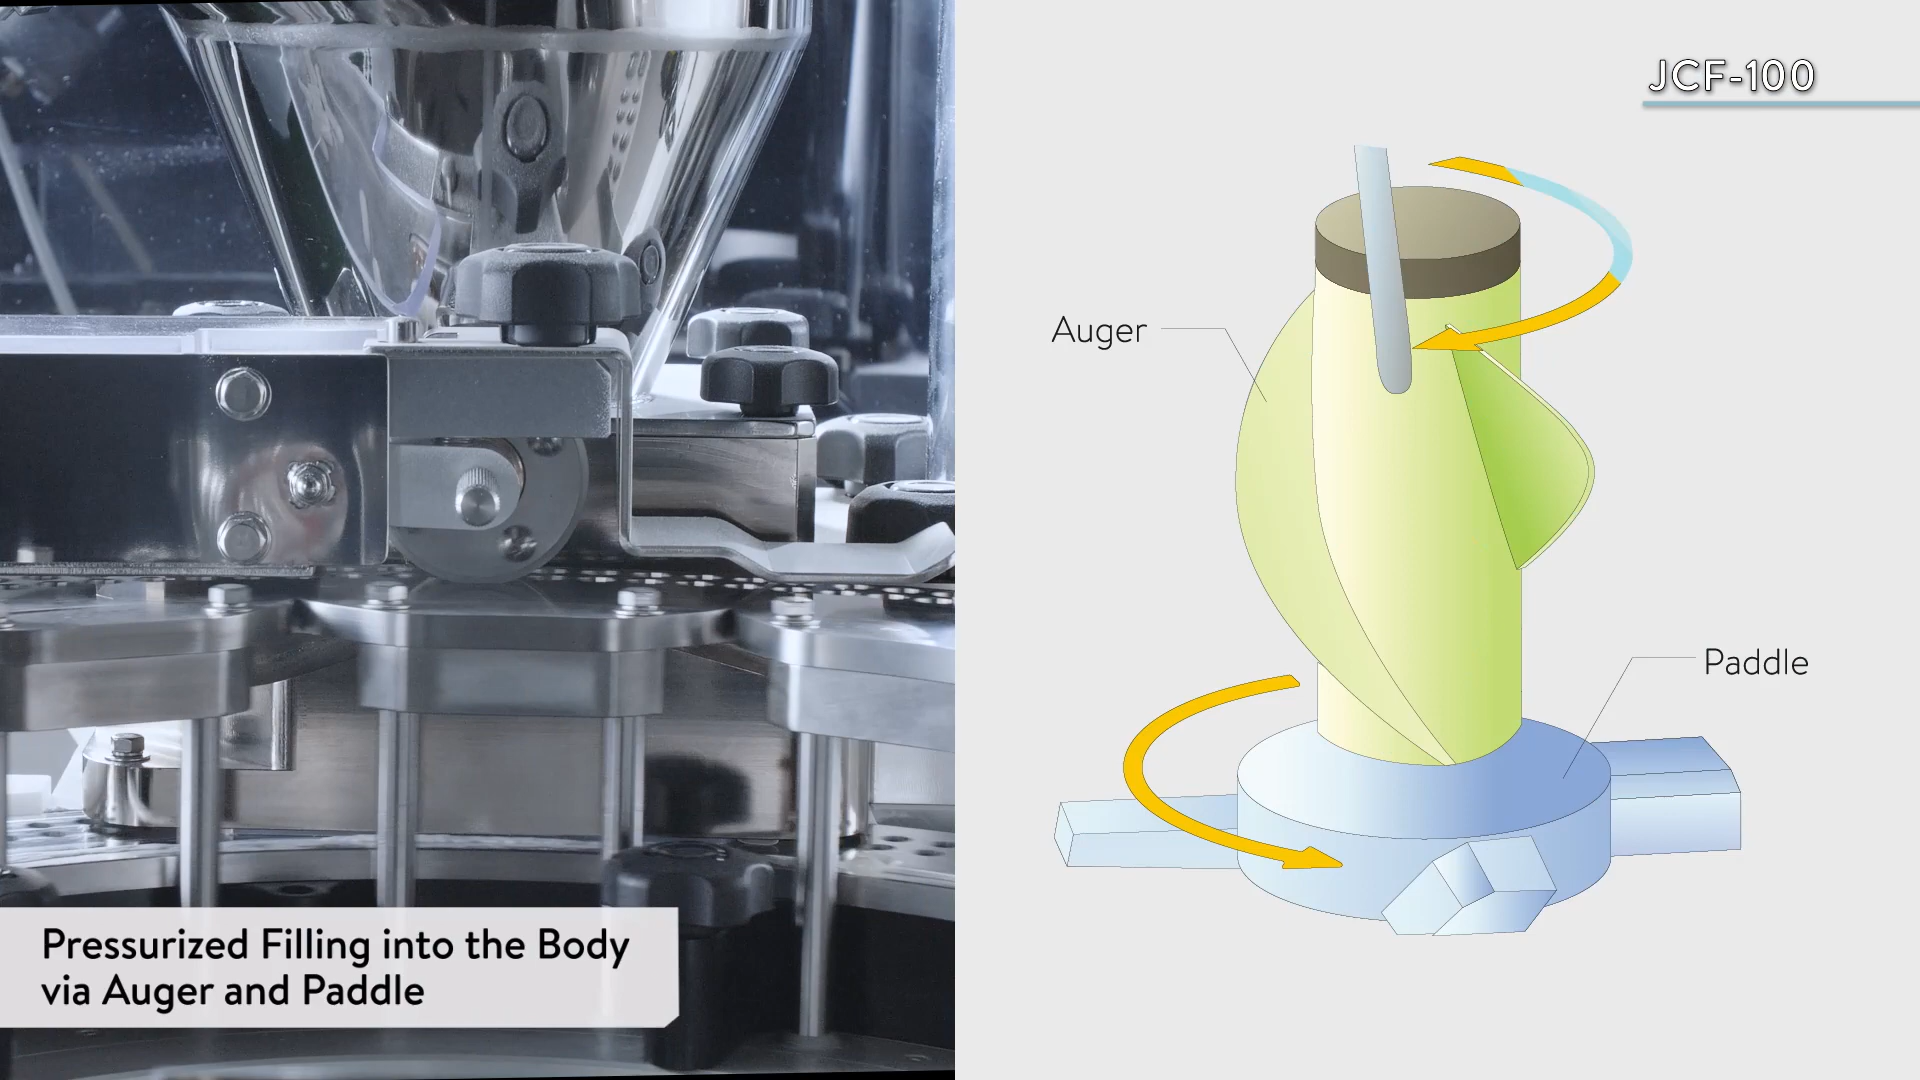 JCF-100
Auger
Paddle
Pressurized Filling into the Body
via Auger and Paddle